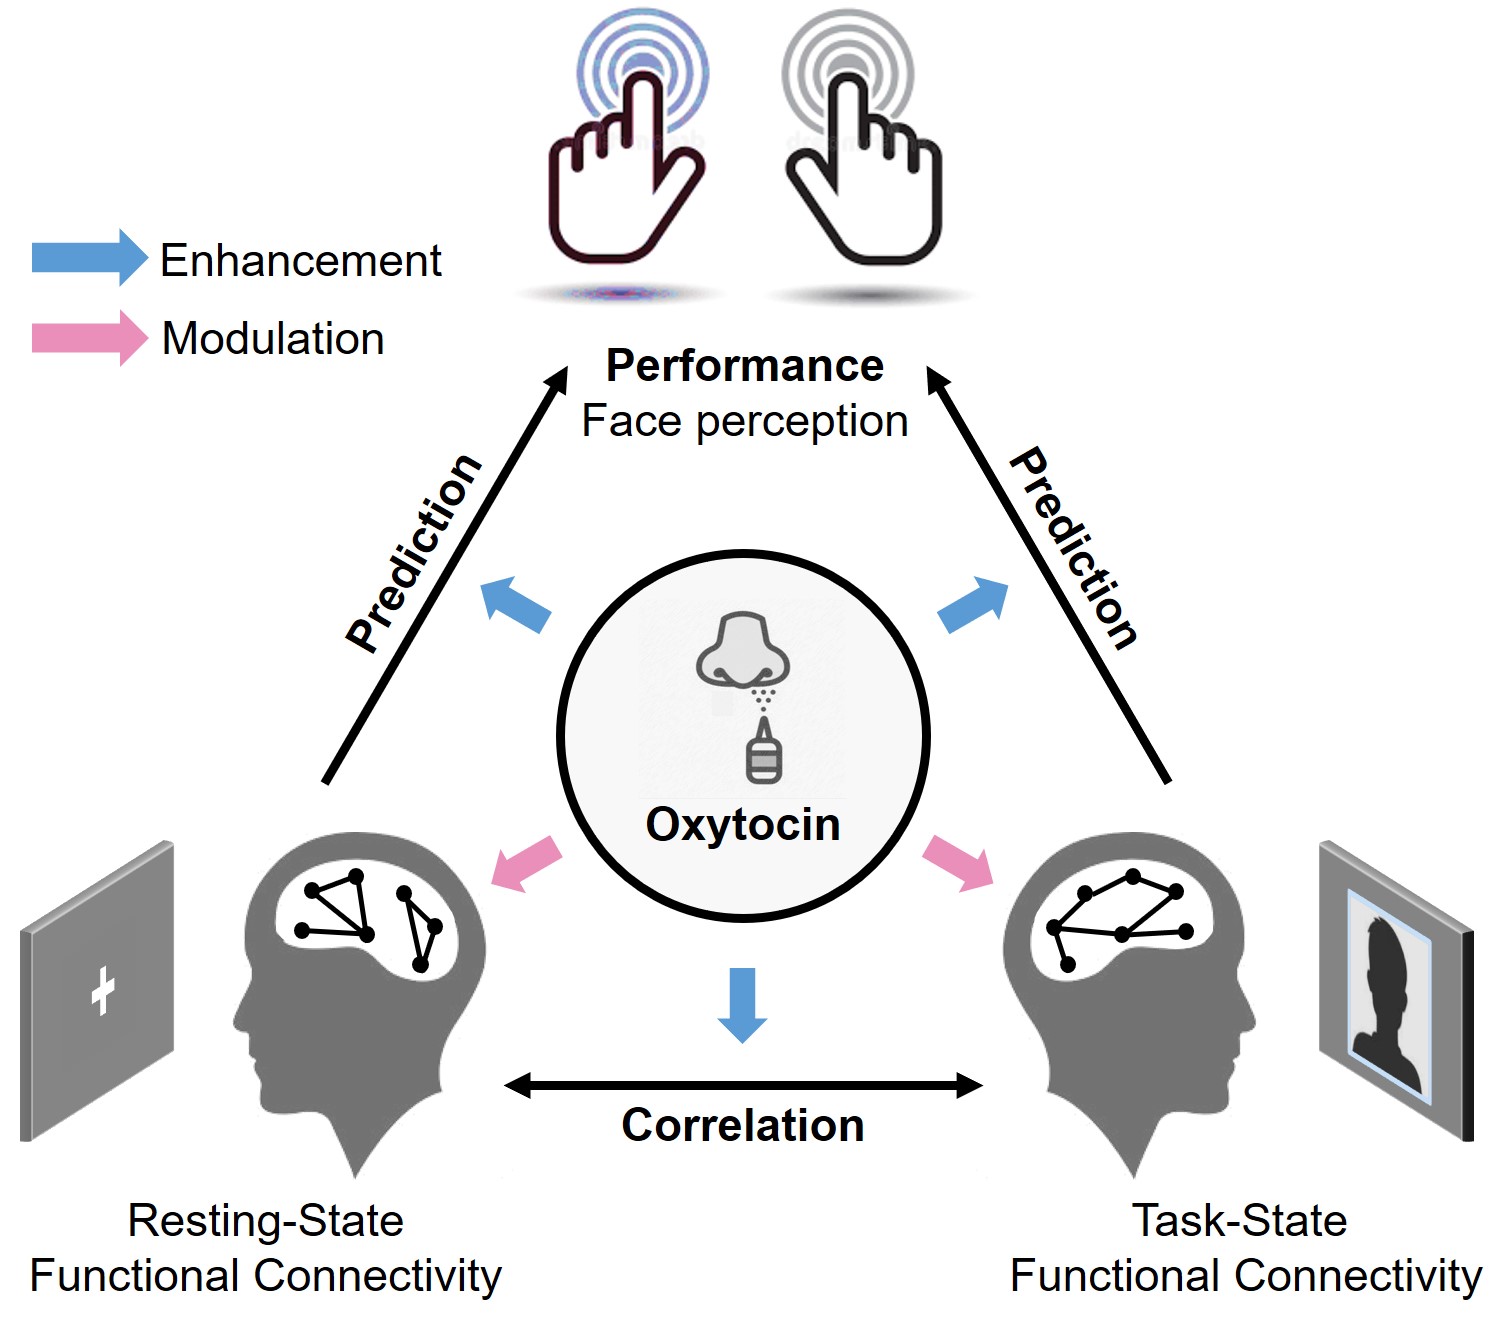 Enhancement
Modulation
Performance
Face perception
Prediction
Prediction
Oxytocin
Correlation
Resting-State
Functional Connectivity
Task-State
Functional Connectivity